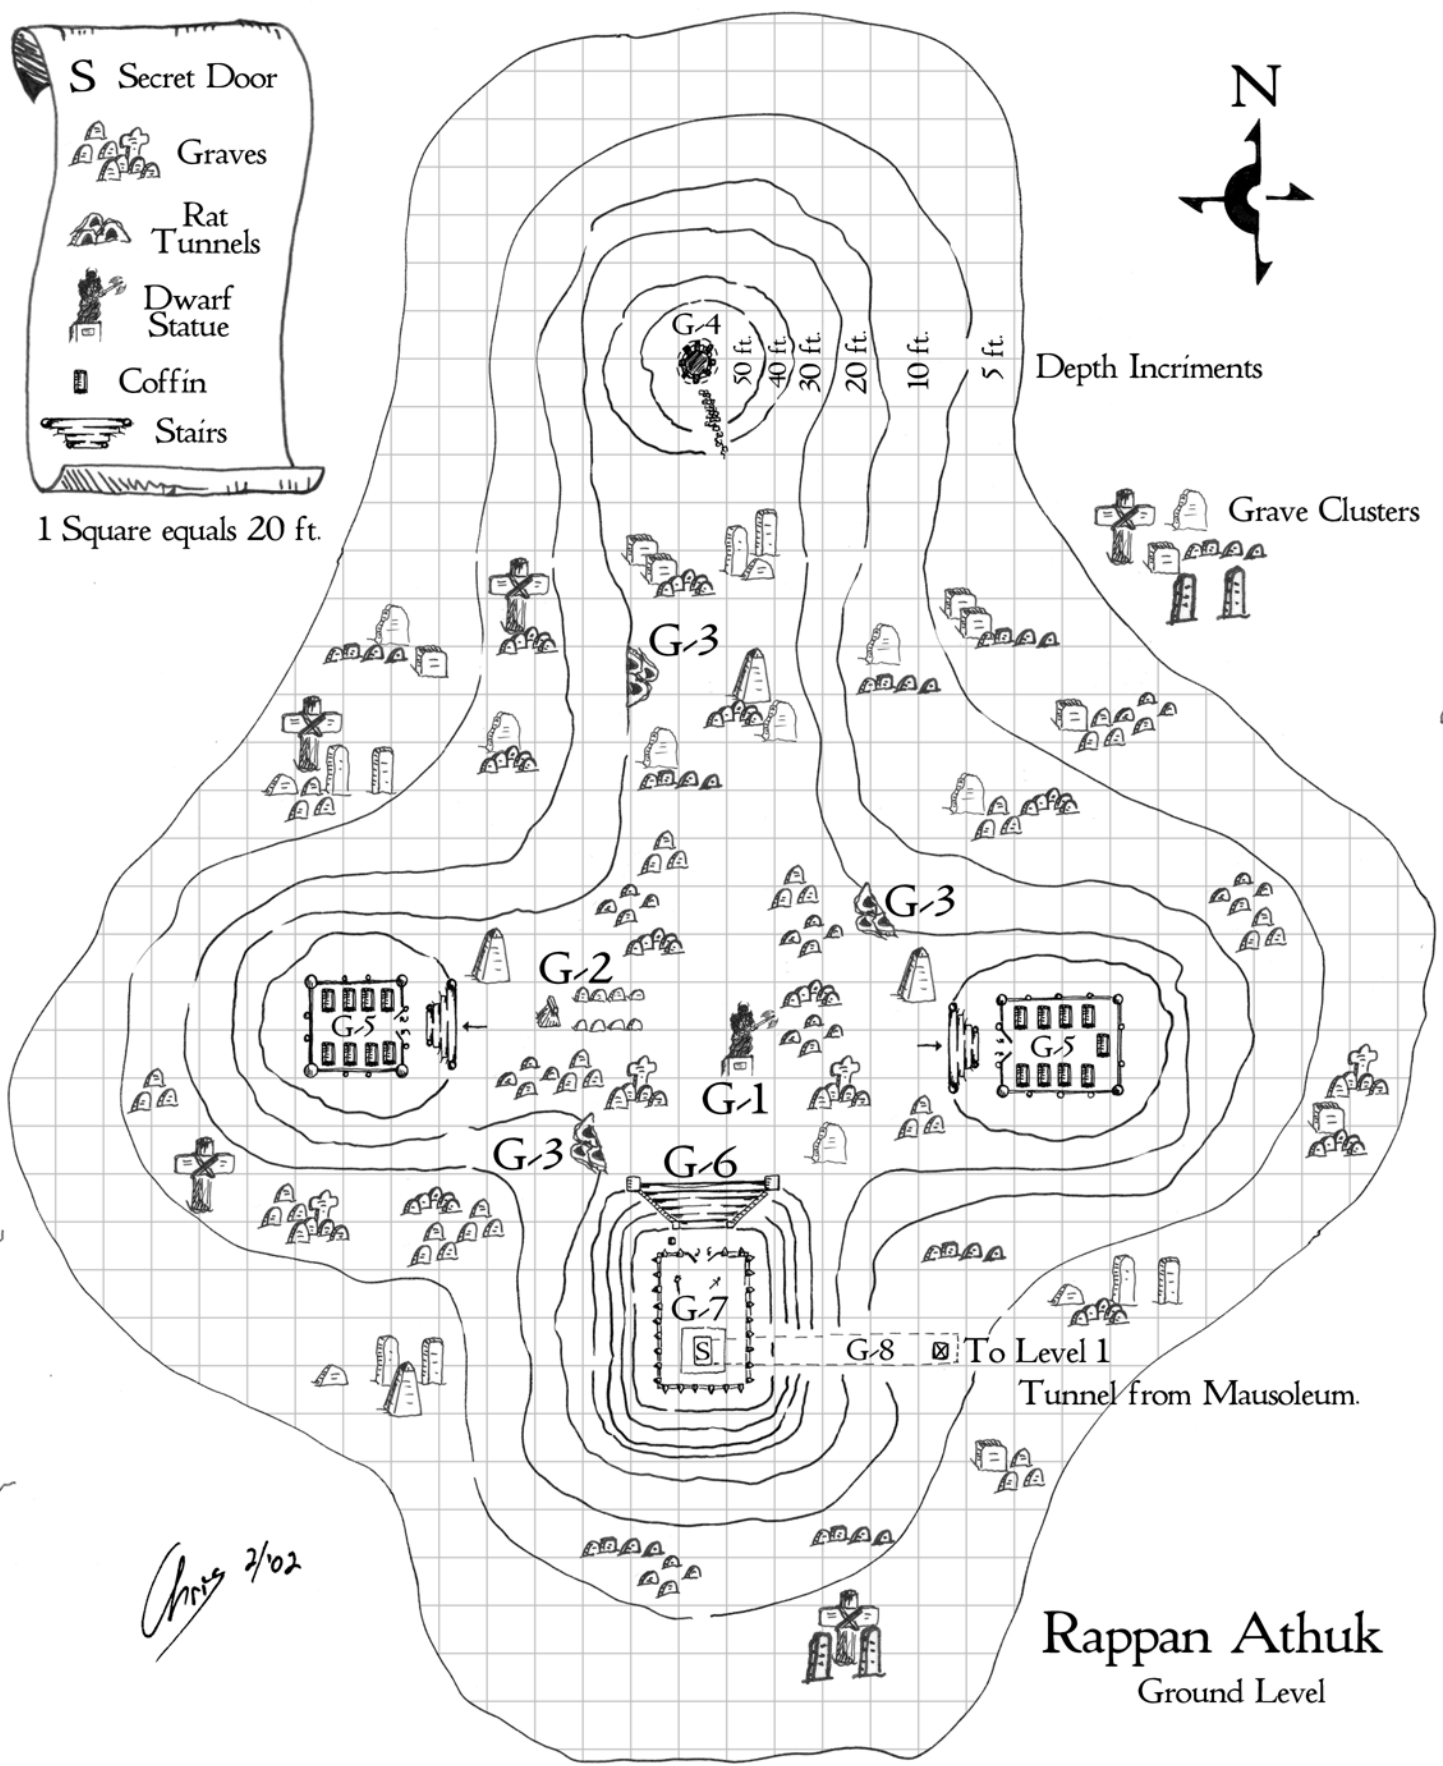 S Secret Door
Graves
Rat
Tunnels
Dwarf
Statue
Coffin
Stairs
1 Square equals 20 ft.
N
G-4
50 ft.
40 ft.
30 ft.
20 ft.
10 ft.
5 ft.
Depth Incriments
Grave Clusters
G-3
G-3
G-2
G-5
G-5
G-1
G-3
G-6
G-7
S
G-8
To Level 1
Tunnel from Mausoleum.
Chris 2/'02
Rappan Athuk
Ground Level